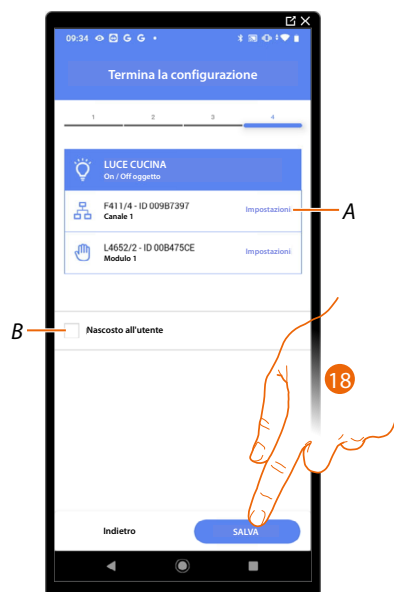 09:34 G G
Termina la configurazione
1 2 3 4
LUCE CUCINA
On / Off oggetto
F411/4 - ID 009B7397
Canale 1
Impostazioni
A
L4652/2 - ID 00B475CE
Modulo 1
Impostazioni
B
Nascosto all'utente
18
Indietro
SALVA